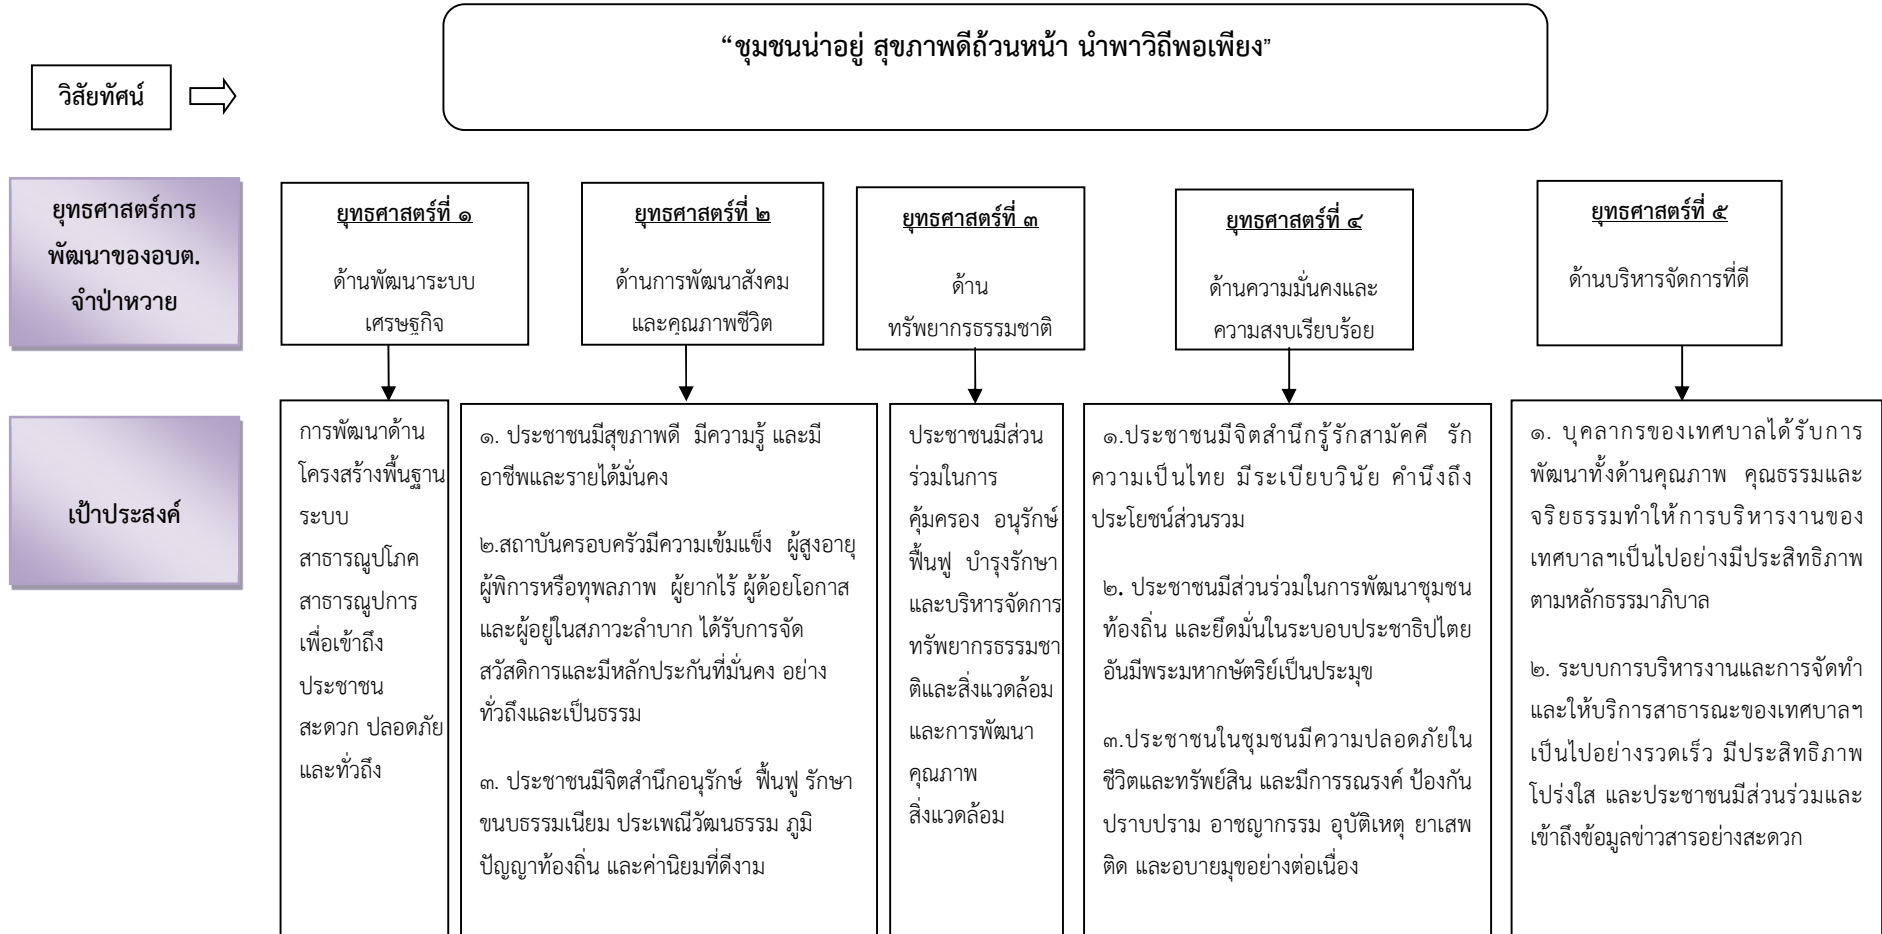 “ชุมชนน่าอยู่ สุขภาพดีถ้วนหน้า นำพาวิถีพอเพียง”
วิสัยทัศน์
ยุทธศาสตร์การ
พัฒนาของอบต.
จำป่าหวาย
ยุทธศาสตร์ที่ ๑
ด้านพัฒนาระบบ
เศรษฐกิจ
ยุทธศาสตร์ที่ ๒
ด้านการพัฒนาสังคม
และคุณภาพชีวิต
ยุทธศาสตร์ที่ ๓
ด้าน
ทรัพยากรธรรมชาติ
ยุทธศาสตร์ที่ ๔
ด้านความมั่นคงและ
ความสงบเรียบร้อย
ยุทธศาสตร์ที่ ๕
ด้านบริหารจัดการที่ดี
เป้าประสงค์
การพัฒนาด้าน
โครงสร้างพื้นฐาน
ระบบ
สาธารณูปโภค
สาธารณูปการ
เพื่อเข้าถึง
ประชาชน
สะดวก ปลอดภัย
และทั่วถึง
๑. ประชาชนมีสุขภาพดี มีความรู้ และมี
อาชีพและรายได้มั่นคง
๒.สถาบันครอบครัวมีความเข้มแข็ง ผู้สูงอายุ
ผู้พิการหรือทุพลภาพ ผู้ยากไร้ ผู้ด้อยโอกาส
และผู้อยู่ในสภาวะลำบาก ได้รับการจัด
สวัสดิการและมีหลักประกันที่มั่นคง อย่าง
ทั่วถึงและเป็นธรรม
๓. ประชาชนมีจิตสำนึกอนุรักษ์ ฟื้นฟู รักษา
ขนบธรรมเนียม ประเพณีวัฒนธรรม ภูมิ
ปัญญาท้องถิ่น และค่านิยมที่ดีงาม
ประชาชนมีส่วน
ร่วมในการ
คุ้มครอง อนุรักษ์
ฟื้นฟู บำรุงรักษา
และบริหารจัดการ
ทรัพยากรธรรมชา
ติและสิ่งแวดล้อม
และการพัฒนา
คุณภาพ
สิ่งแวดล้อม
๑.ประชาชนมีจิตสำนึกรู้รักสามัคคี รัก
ความเป็นไทย มีระเบียบวินัย คำนึงถึง
ประโยชน์ส่วนรวม
๒. ประชาชนมีส่วนร่วมในการพัฒนาชุมชน
ท้องถิ่น และยึดมั่นในระบอบประชาธิปไตย
อันมีพระมหากษัตริย์เป็นประมุข
๓.ประชาชนในชุมชนมีความปลอดภัยใน
ชีวิตและทรัพย์สิน และมีการรณรงค์ ป้องกัน
ปราบปราม อาชญากรรม อุบัติเหตุ ยาเสพ
ติด และอบายมุขอย่างต่อเนื่อง
๑. บุคลากรของเทศบาลได้รับการ
พัฒนาทั้งด้านคุณภาพ คุณธรรมและ
จริยธรรมทำให้การบริหารงานของ
เทศบาลฯเป็นไปอย่างมีประสิทธิภาพ
ตามหลักธรรมาภิบาล
๒. ระบบการบริหารงานและการจัดทำ
และให้บริการสาธารณะของเทศบาลฯ
เป็นไปอย่างรวดเร็ว มีประสิทธิภาพ
โปร่งใส และประชาชนมีส่วนร่วมและ
เข้าถึงข้อมูลข่าวสารอย่างสะดวก